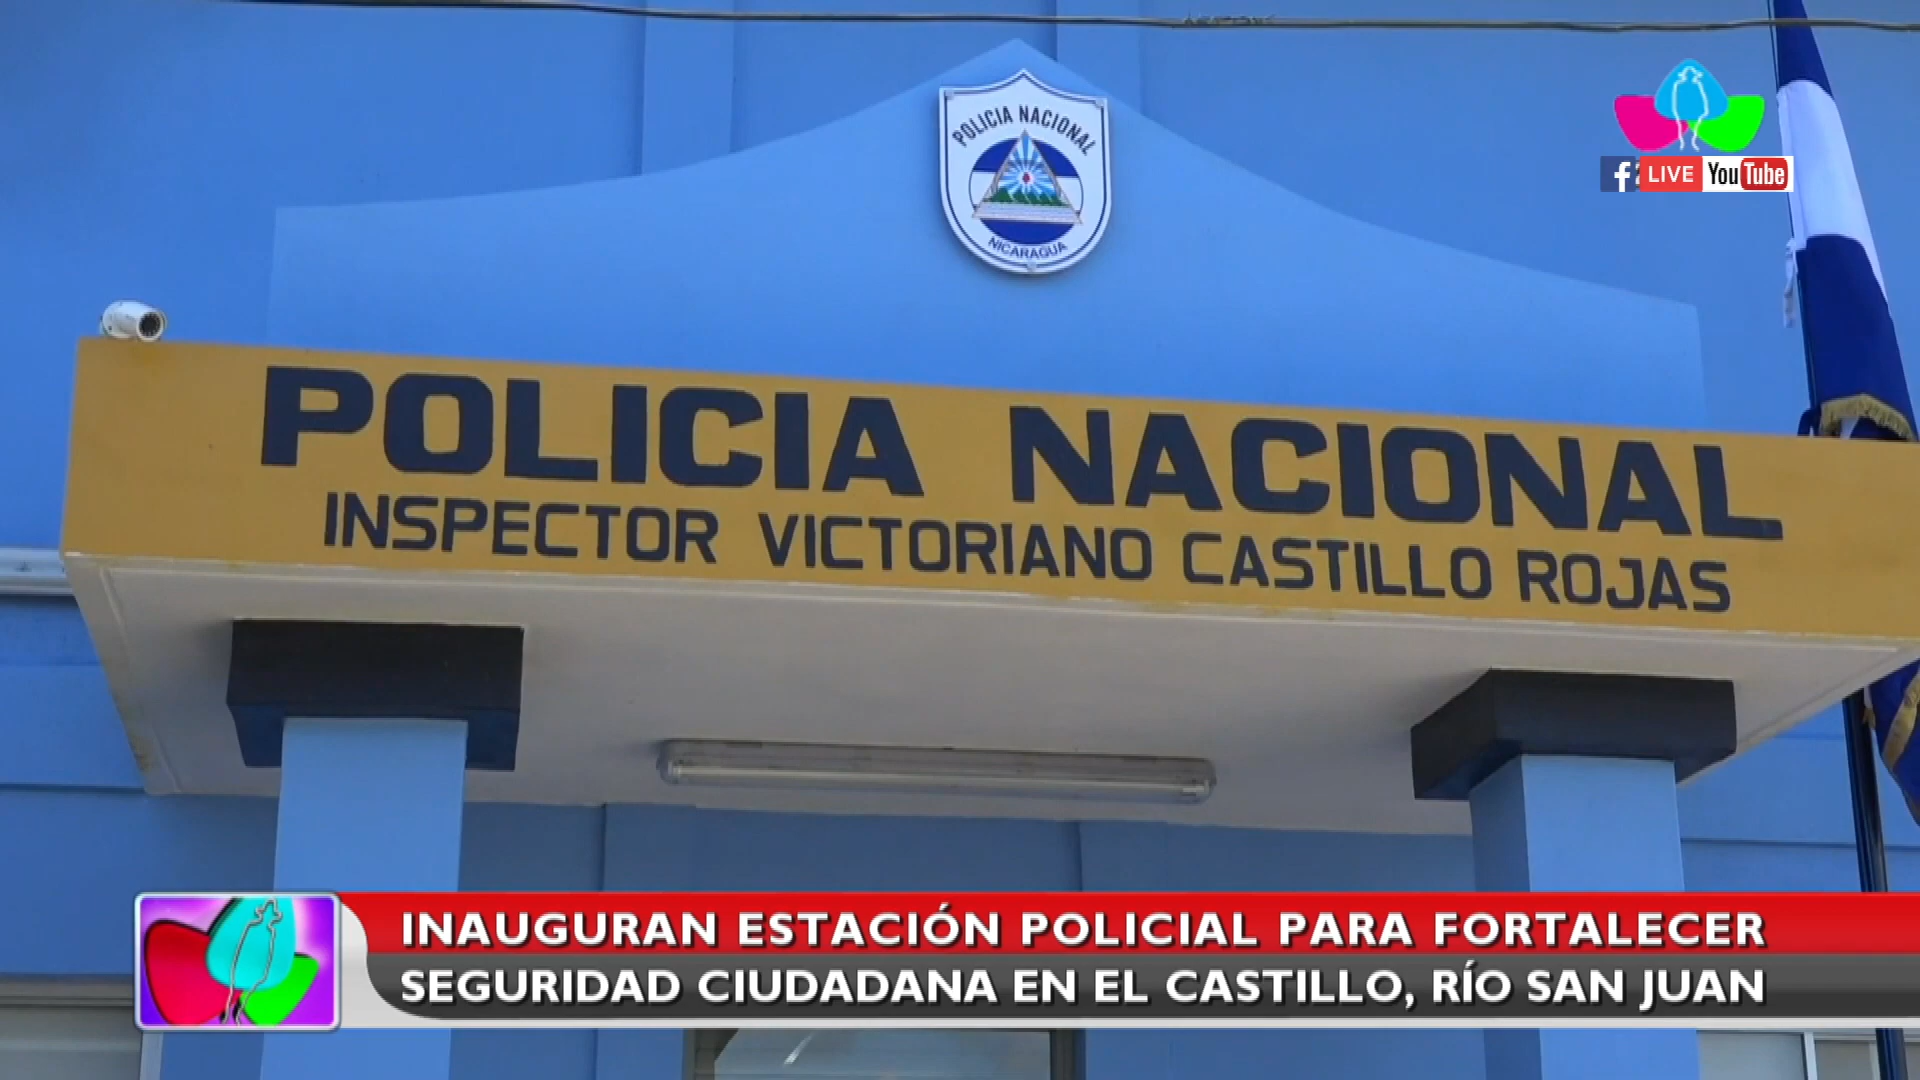 POLICIA NACIONAL
NICARAGUA
f LIVE YouTube
POLICIA NACIONAL
INSPECTOR VICTORIANO CASTILLO ROJAS
INAUGURAN ESTACIÓN POLICIAL PARA FORTALECER
SEGURIDAD CIUDADANA EN EL CASTILLO, RÍO SAN JUAN